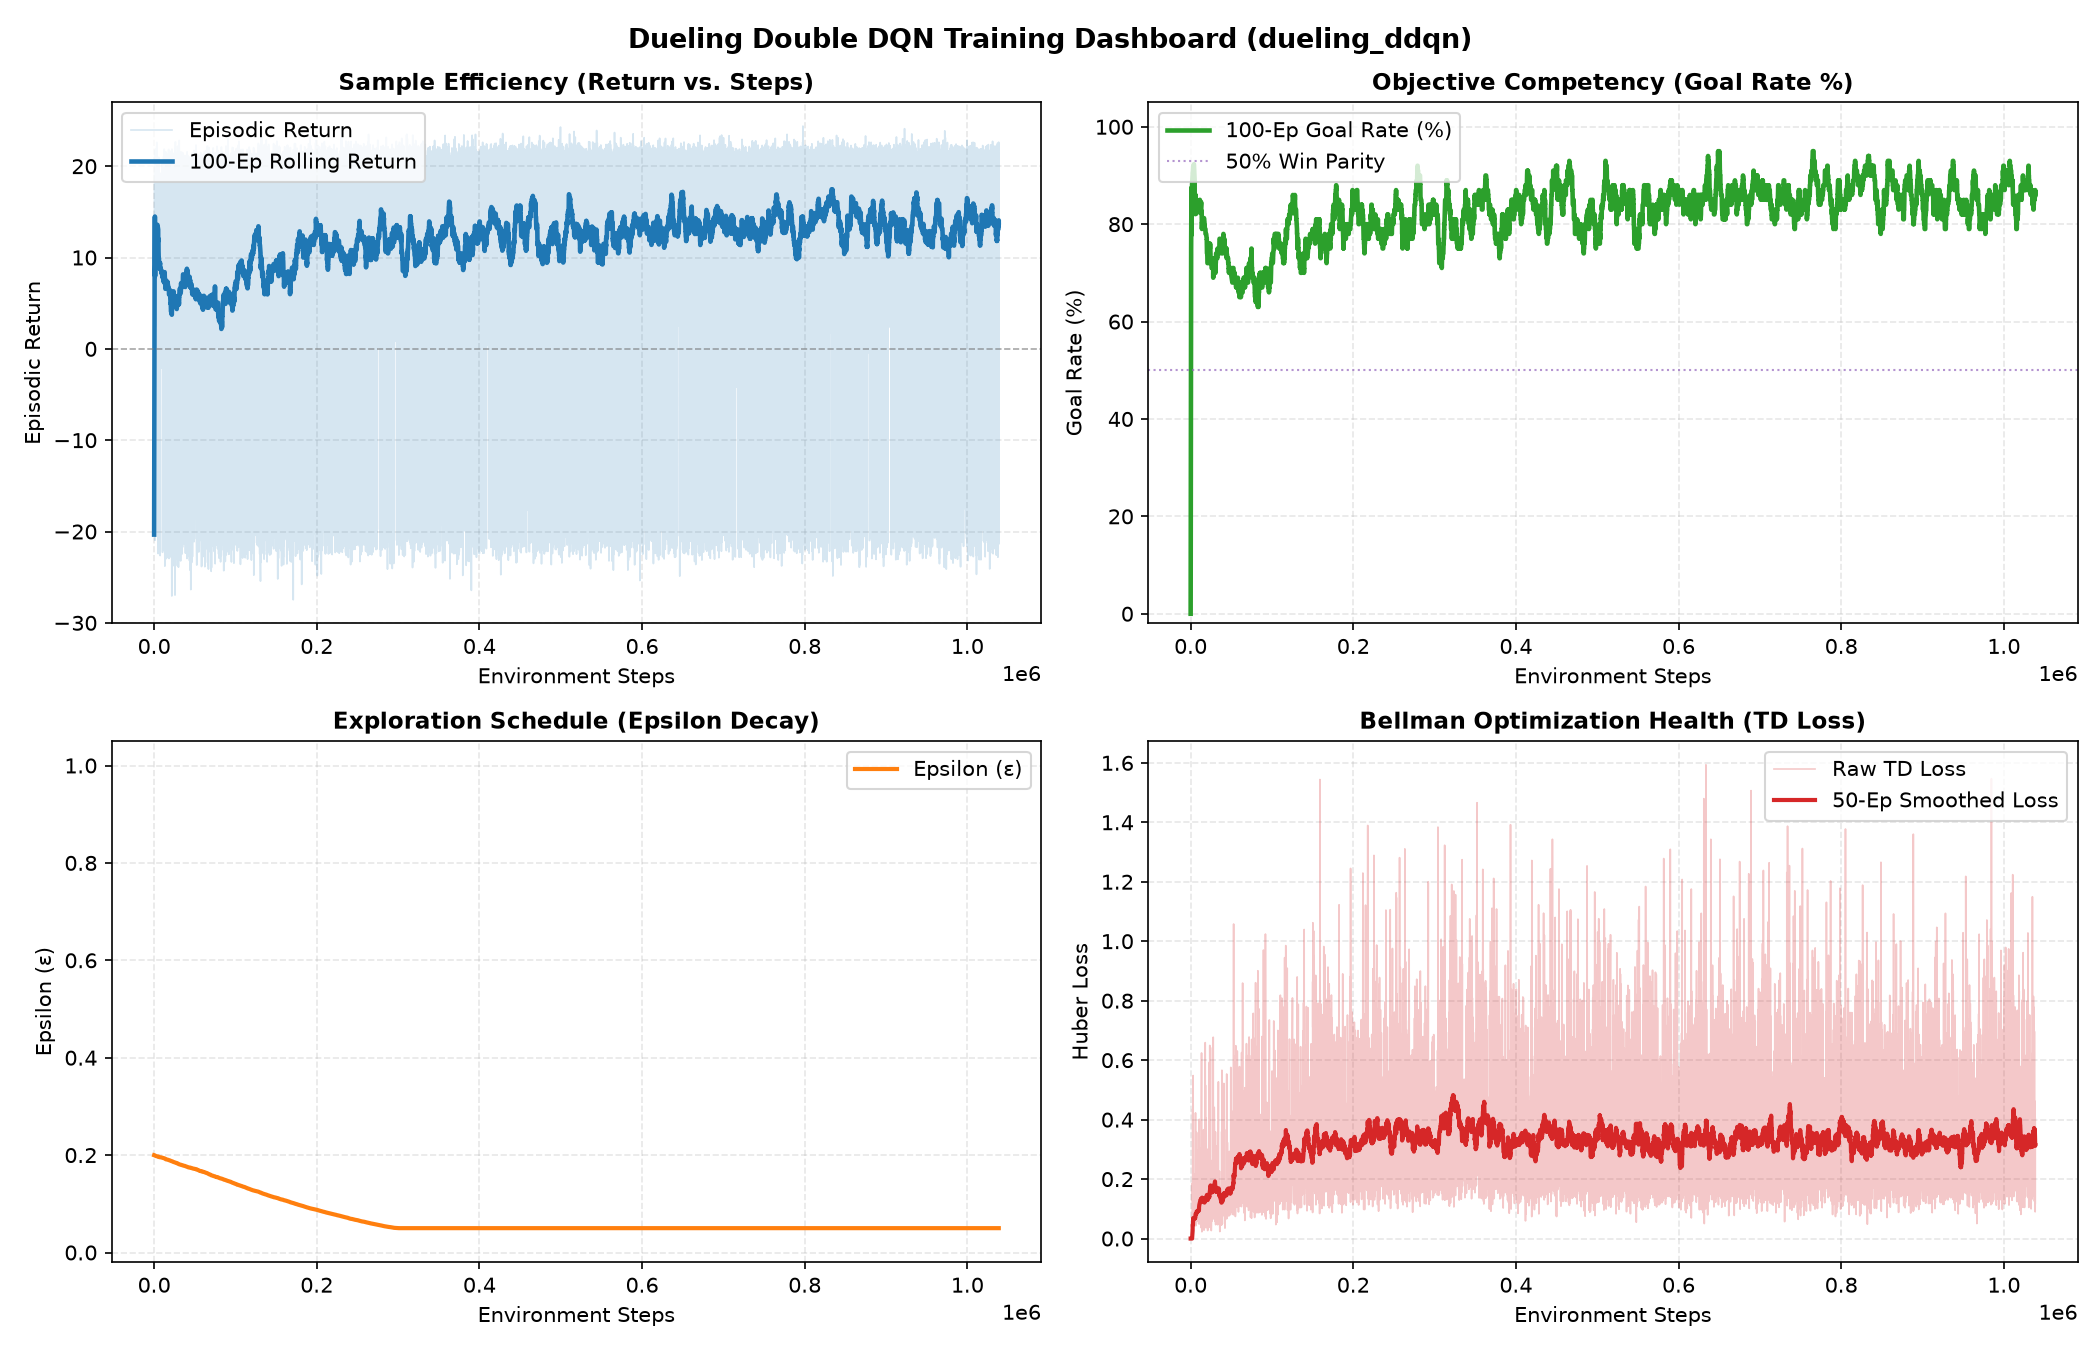 Dueling Double DQN Training Dashboard (dueling_ddqn)
Sample Efficiency (Return vs. Steps)
Episodic Return
100-Ep Rolling Return
20
10
0
−10
−20
−30
Episodic Return
0.0 0.2 0.4 0.6 0.8 1.0
1e6
Environment Steps
Objective Competency (Goal Rate %)
100-Ep Goal Rate (%)
50% Win Parity
100
80
60
40
20
0
Goal Rate (%)
0.0 0.2 0.4 0.6 0.8 1.0
1e6
Environment Steps
Exploration Schedule (Epsilon Decay)
Epsilon (ε)
1.0
0.8
0.6
0.4
0.2
0.0
Epsilon (ε)
0.0 0.2 0.4 0.6 0.8 1.0
1e6
Environment Steps
Bellman Optimization Health (TD Loss)
Raw TD Loss
50-Ep Smoothed Loss
1.6
1.4
1.2
1.0
0.8
0.6
0.4
0.2
0.0
Huber Loss
0.0 0.2 0.4 0.6 0.8 1.0
1e6
Environment Steps